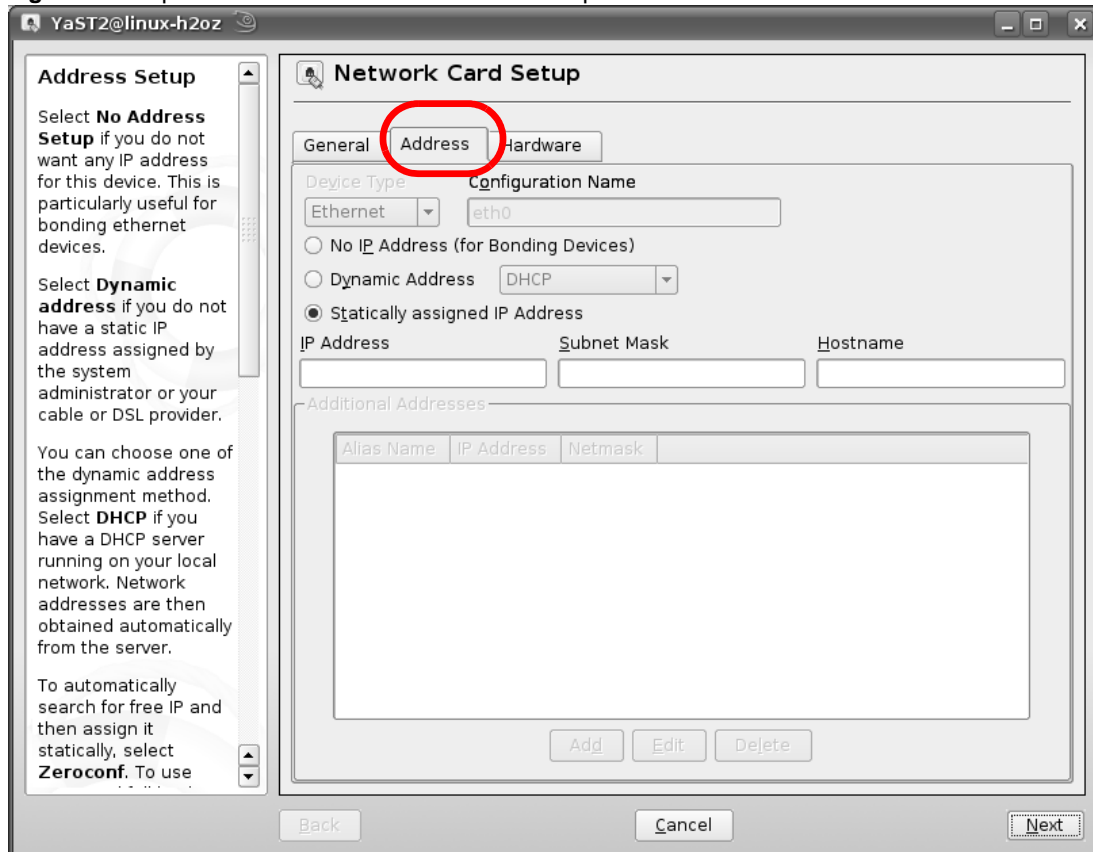 YaST2@linux-h2oz
Address Setup
Select No Address
Setup if you do not
want any IP address
for this device. This is
particularly useful for
bonding ethernet
devices.
Select Dynamic
address if you do not
have a static IP
address assigned by
the system
administrator or your
cable or DSL provider.
You can choose one of
the dynamic address
assignment method.
Select DHCP if you
have a DHCP server
running on your local
network. Network
addresses are then
obtained automatically
from the server.
To automatically
search for free IP and
then assign it
statically, select
Zeroconf. To use
Network Card Setup
General Address Hardware
Device Type Configuration Name
Ethernet eth0
No IP Address (for Bonding Devices)
Dynamic Address DHCP
Statically assigned IP Address
IP Address Subnet Mask Hostname
Additional Addresses
Alias Name IP Address Netmask
Add Edit Delete
Back Cancel Next